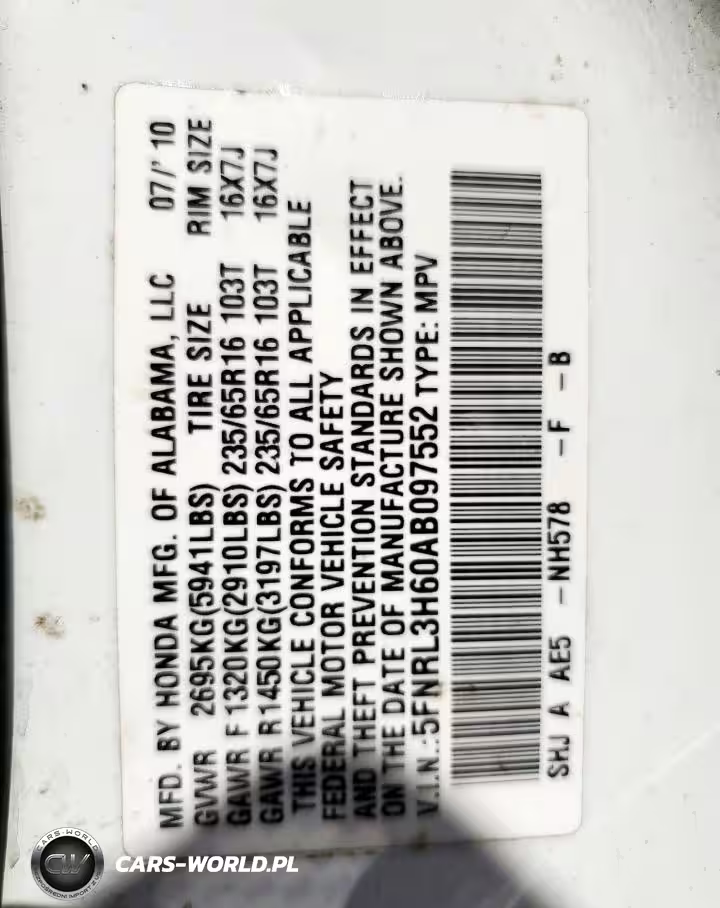 MFD. BY HONDA MFG. OF ALABAMA, LLC 07/'10
GVWR 2695KG(5941LBS) TIRE SIZE RIM SIZE
GAWR F 1320KG(2910LBS) 235/65R16 103T 16X7J
GAWR R 1450KG(3197LBS) 235/65R16 103T 16X7J
THIS VEHICLE CONFORMS TO ALL APPLICABLE
FEDERAL MOTOR VEHICLE SAFETY
AND THEFT PREVENTION STANDARDS IN EFFECT
ON THE DATE OF MANUFACTURE SHOWN ABOVE.
V.I.N.:5FNRL3H60AB097552 TYPE: MPV
SHJ A AE5 -NH578 -F -B
CARS-WORLD
CW
CARS-WORLD.PL